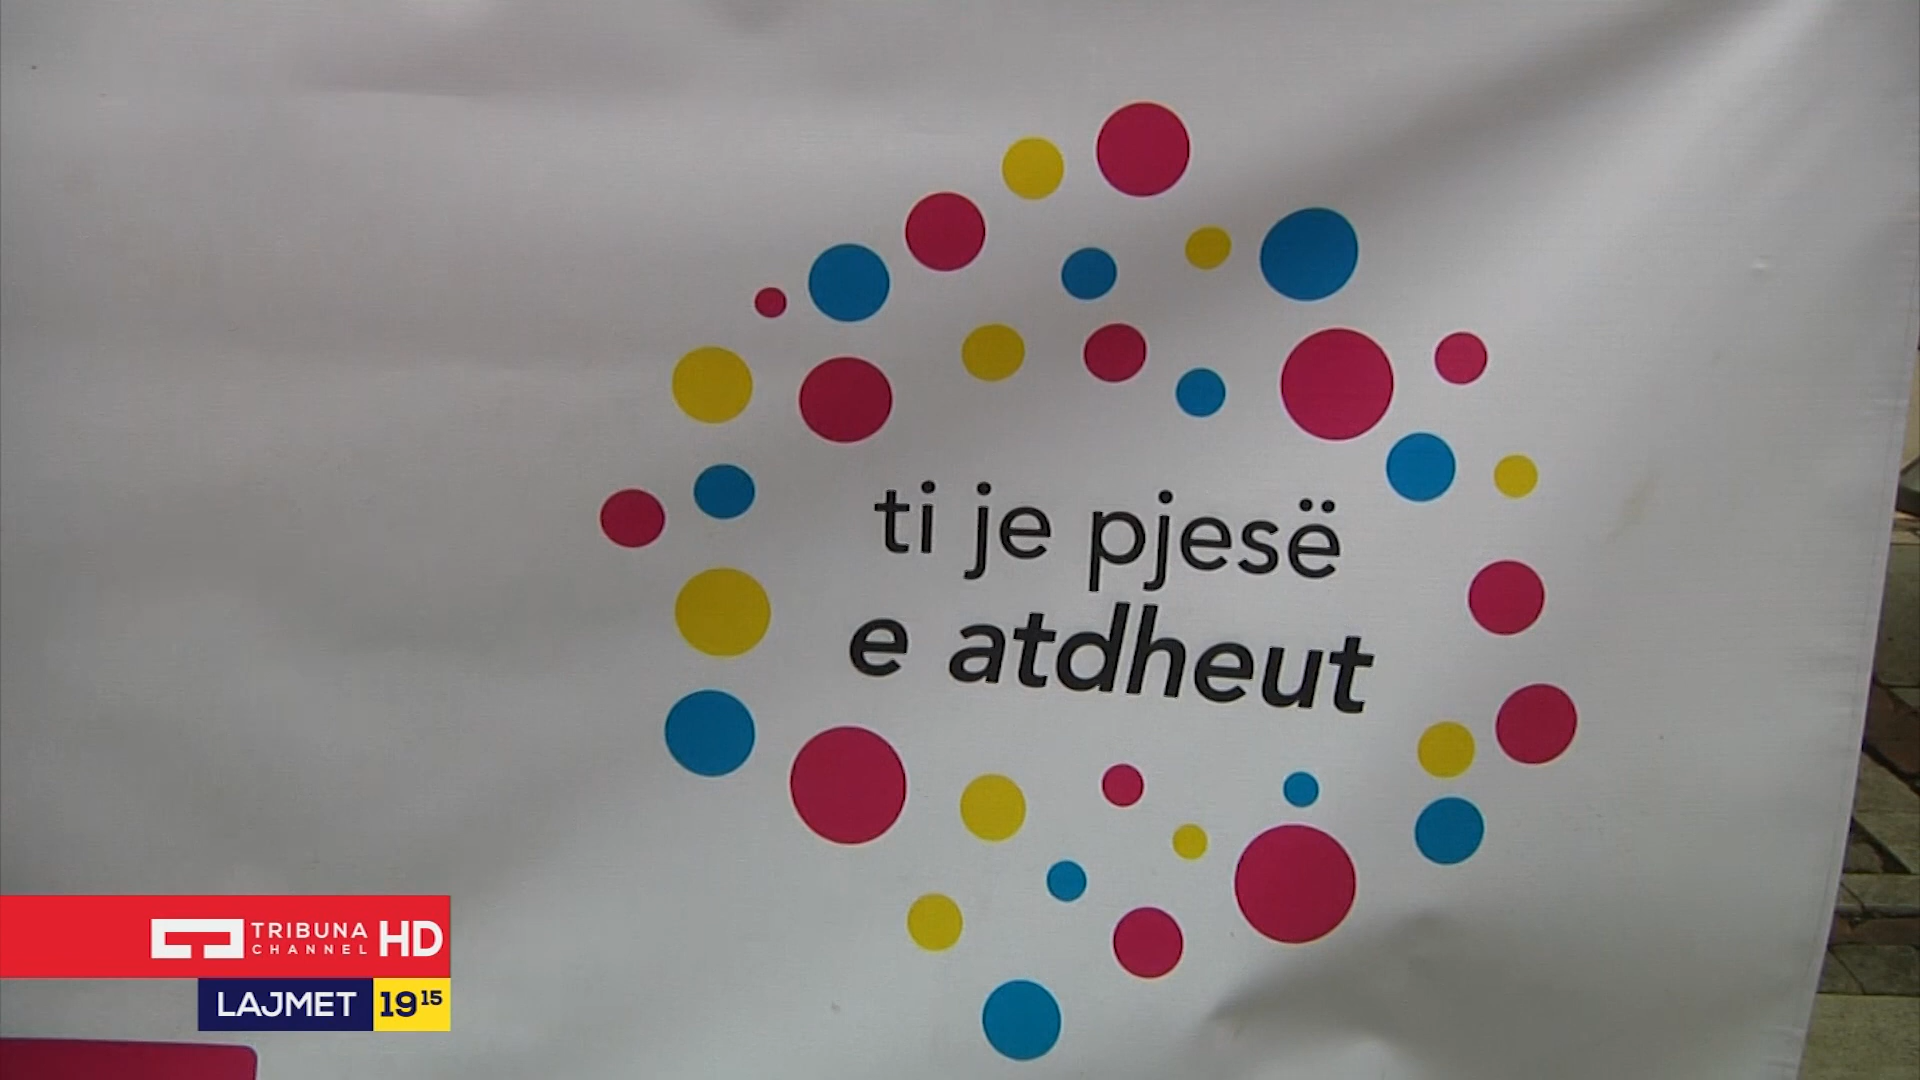 ti je pjesë
e atdheut
TRIBUNA
CHANNEL HD
LAJMET 19 15